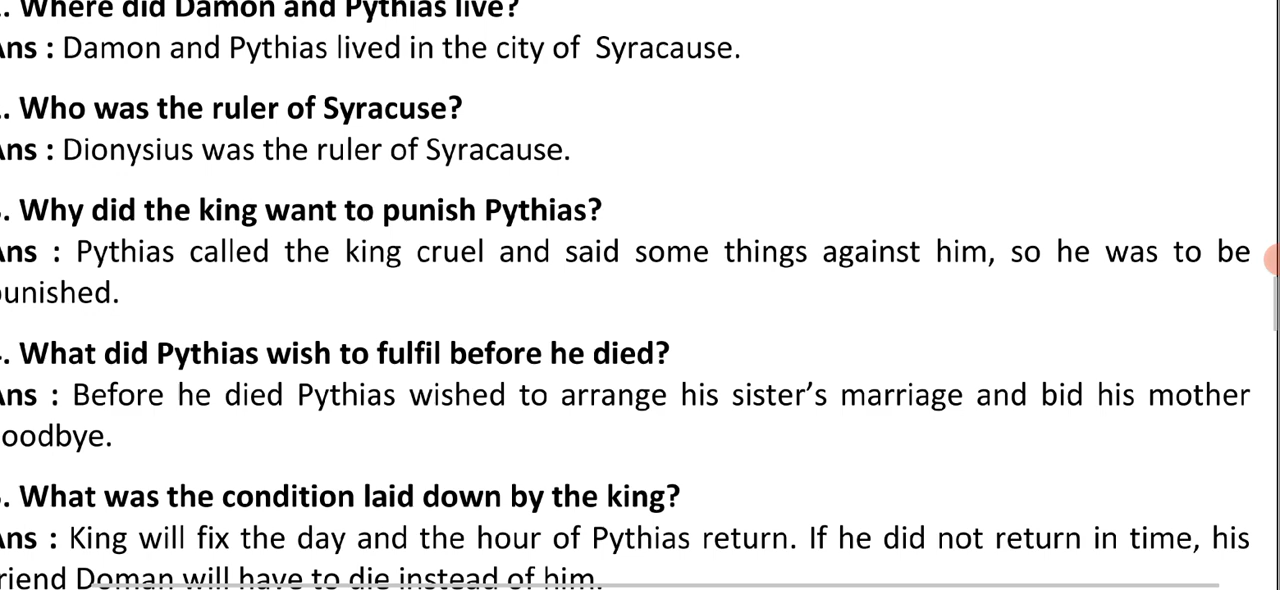 . Where did Damon and Pythias live?
ns : Damon and Pythias lived in the city of Syracause.
. Who was the ruler of Syracuse?
ns : Dionysius was the ruler of Syracause.
. Why did the king want to punish Pythias?
ns : Pythias called the king cruel and said some things against him, so he was to be
unished.
. What did Pythias wish to fulfil before he died?
ns : Before he died Pythias wished to arrange his sister’s marriage and bid his mother
oodbye.
. What was the condition laid down by the king?
ns : King will fix the day and the hour of Pythias return. If he did not return in time, his
riend Doman will have to die instead of him.